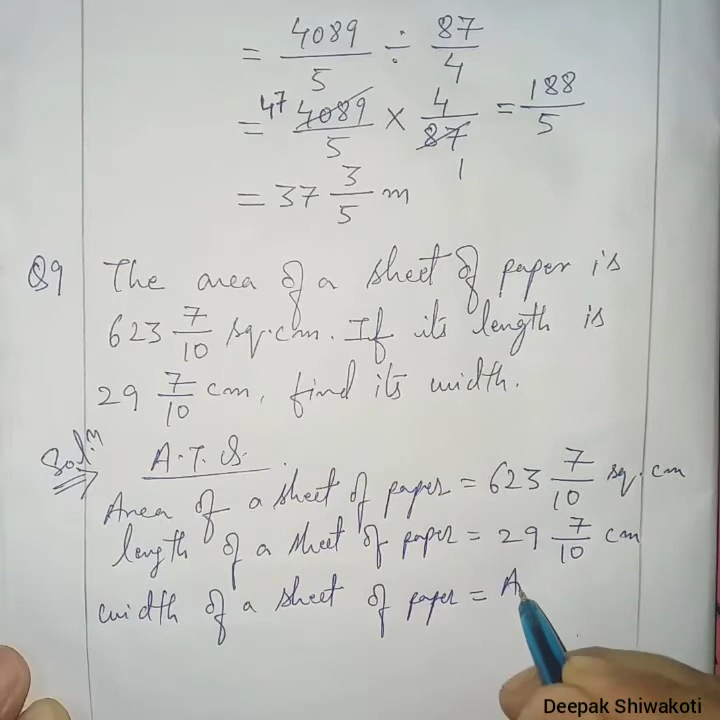 = 4089/5 ÷ 87/4
= 47 4089/5 × 4/87 1 = 188/5
= 37 3/5 m
Q9 The area of a sheet of paper is
623 7/10 sq.cm. If its length is
29 7/10 cm, find its width.
Solⁿ A.T.S.
Area of a sheet of paper = 623 7/10 sq.cm
length of a sheet of paper = 29 7/10 cm
width of a sheet of paper = A
Deepak Shiwakoti